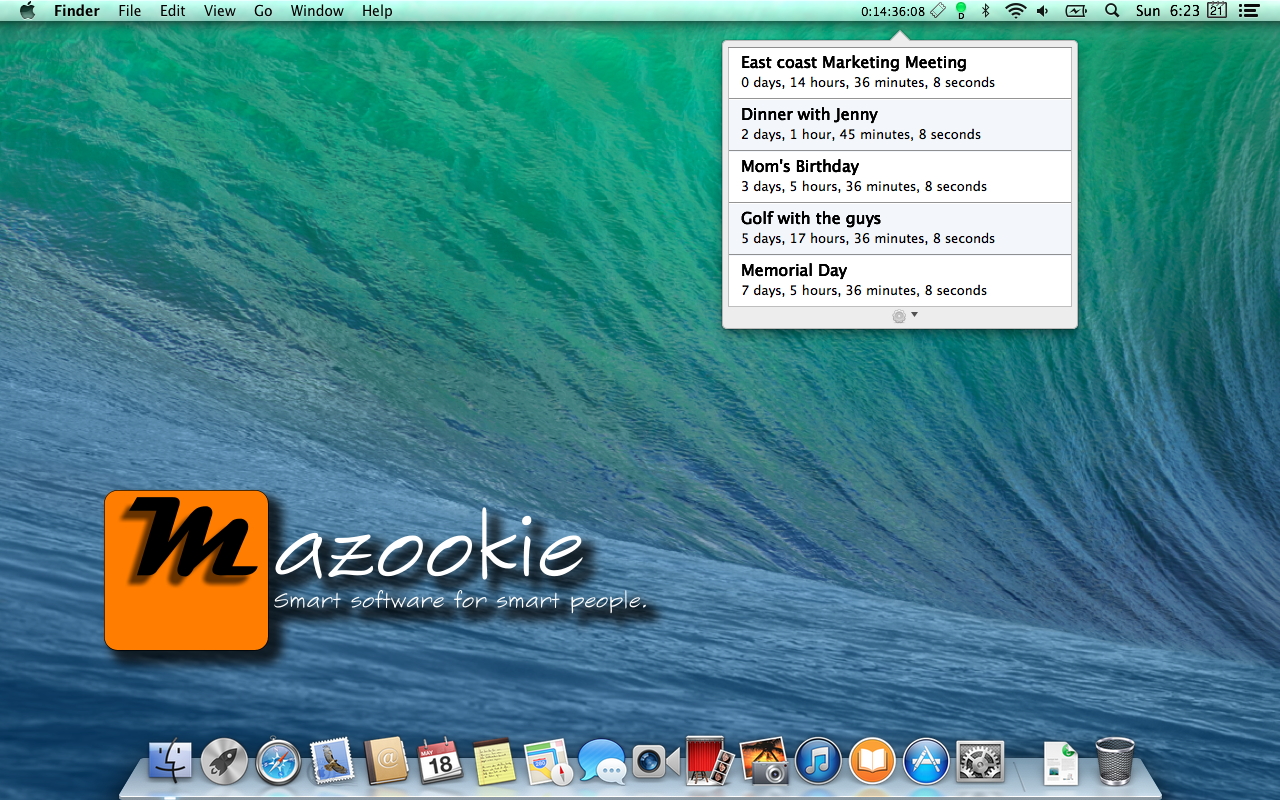 Finder File Edit View Go Window Help 0:14:36:08 D Sun 6:23 21
East coast Marketing Meeting
0 days, 14 hours, 36 minutes, 8 seconds
Dinner with Jenny
2 days, 1 hour, 45 minutes, 8 seconds
Mom's Birthday
3 days, 5 hours, 36 minutes, 8 seconds
Golf with the guys
5 days, 17 hours, 36 minutes, 8 seconds
Memorial Day
7 days, 5 hours, 36 minutes, 8 seconds
Mazookie
Smart software for smart people.
MAY
18
280